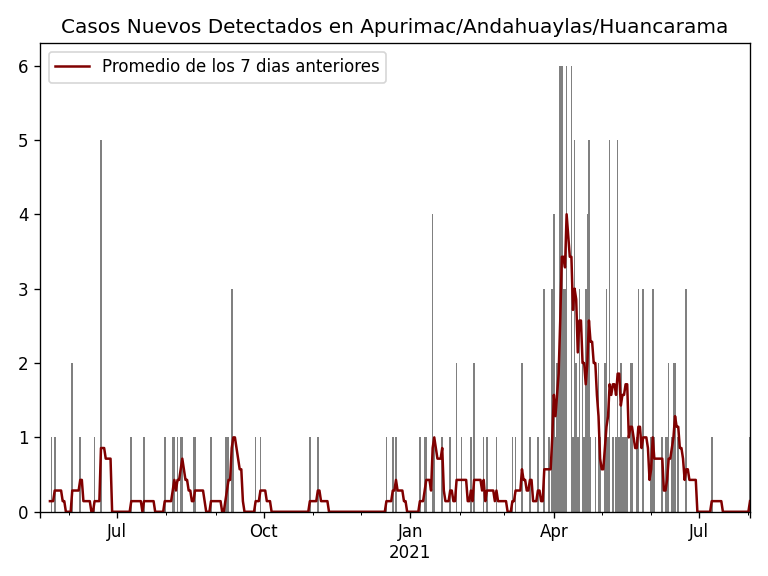 Casos Nuevos Detectados en Apurimac/Andahuaylas/Huancarama
Promedio de los 7 dias anteriores
6
5
4
3
2
1
0
Jul
Oct
Jan
2021
Apr
Jul